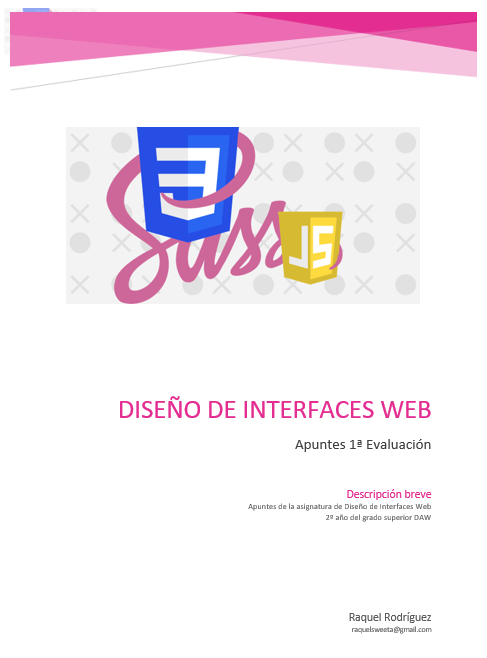 Sass
3
JS
DISEÑO DE INTERFACES WEB
Apuntes 1ª Evaluación
Descripción breve
Apuntes de la asignatura de Diseño de Interfaces Web
2º año del grado superior DAW
Raquel Rodríguez
raquelsweeta@gmail.com